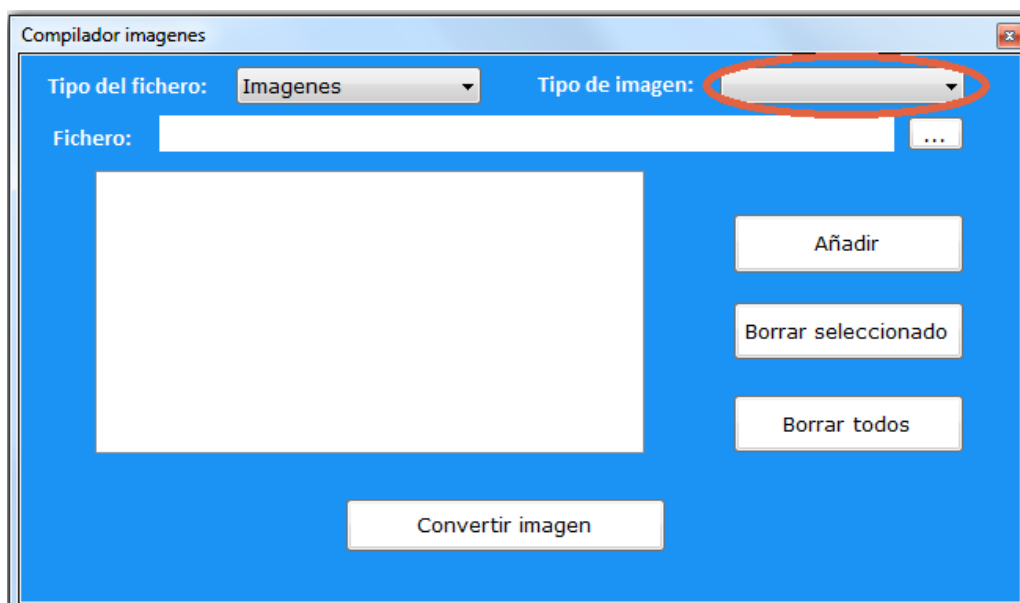 Compilador imagenes
Tipo del fichero: Imagenes Tipo de imagen:
Fichero: ...
Añadir
Borrar seleccionado
Borrar todos
Convertir imagen